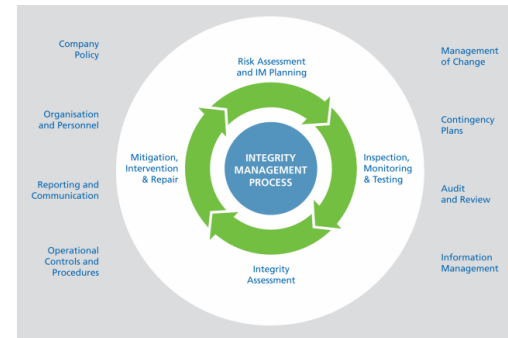 Company
Policy
Organisation
and Personnel
Reporting and
Communication
Operational
Controls and
Procedures
Risk Assessment
and IM Planning
Mitigation,
Intervention
& Repair
INTEGRITY
MANAGEMENT
PROCESS
Inspection,
Monitoring
& Testing
Integrity
Assessment
Management
of Change
Contingency
Plans
Audit
and Review
Information
Management